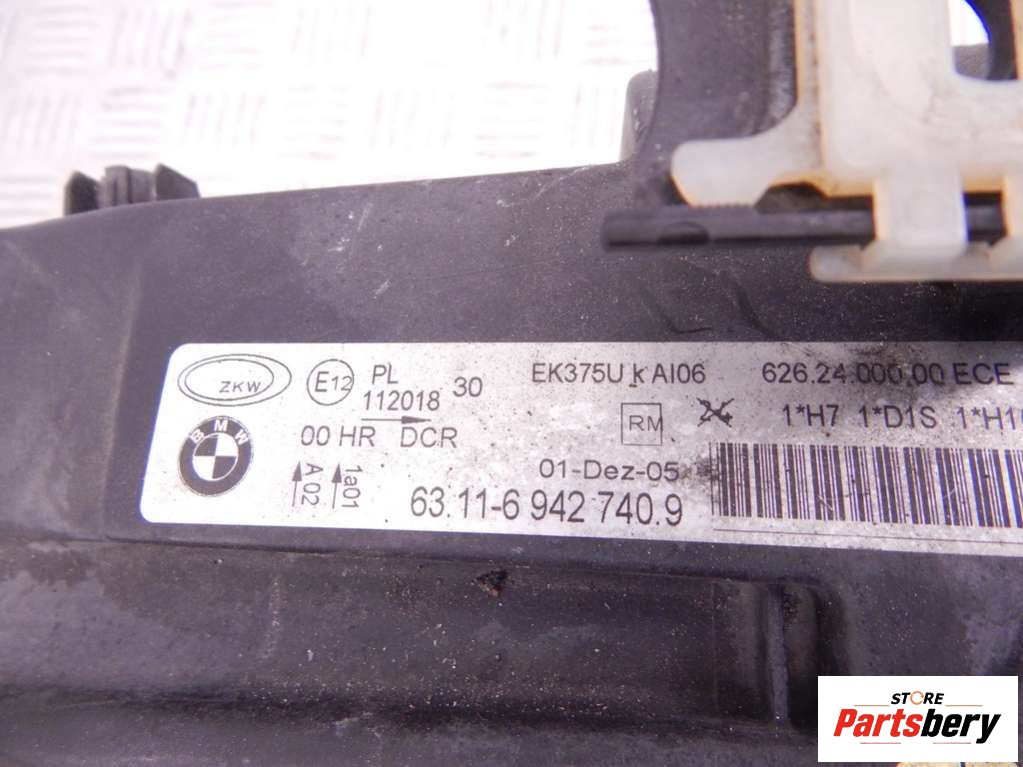 ZKW E12 PL 30 EK375U k AI06 626.24.000.00 ECE
112018
BMW 00 HR DCR RM 1*H7 1*D1S 1*H1
A 02 1a01 01-Dez-05
63.11-6 942 740.9
STORE
Partsbery